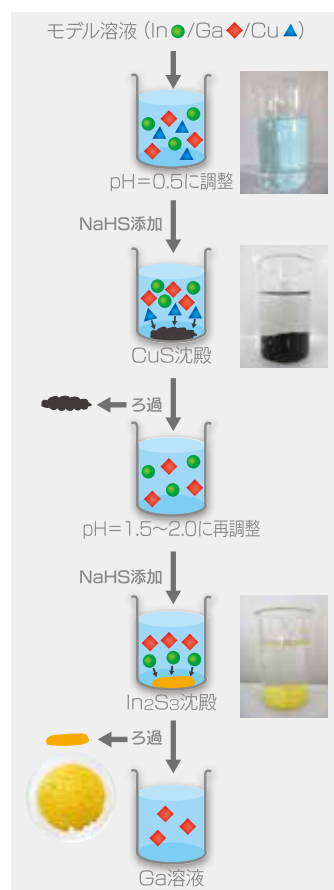 モデル溶液（In/Ga/Cu）
pH＝0.5に調整
NaHS添加
CuS沈殿
ろ過
pH＝1.5〜2.0に再調整
NaHS添加
In₂S₃沈殿
ろ過
Ga溶液